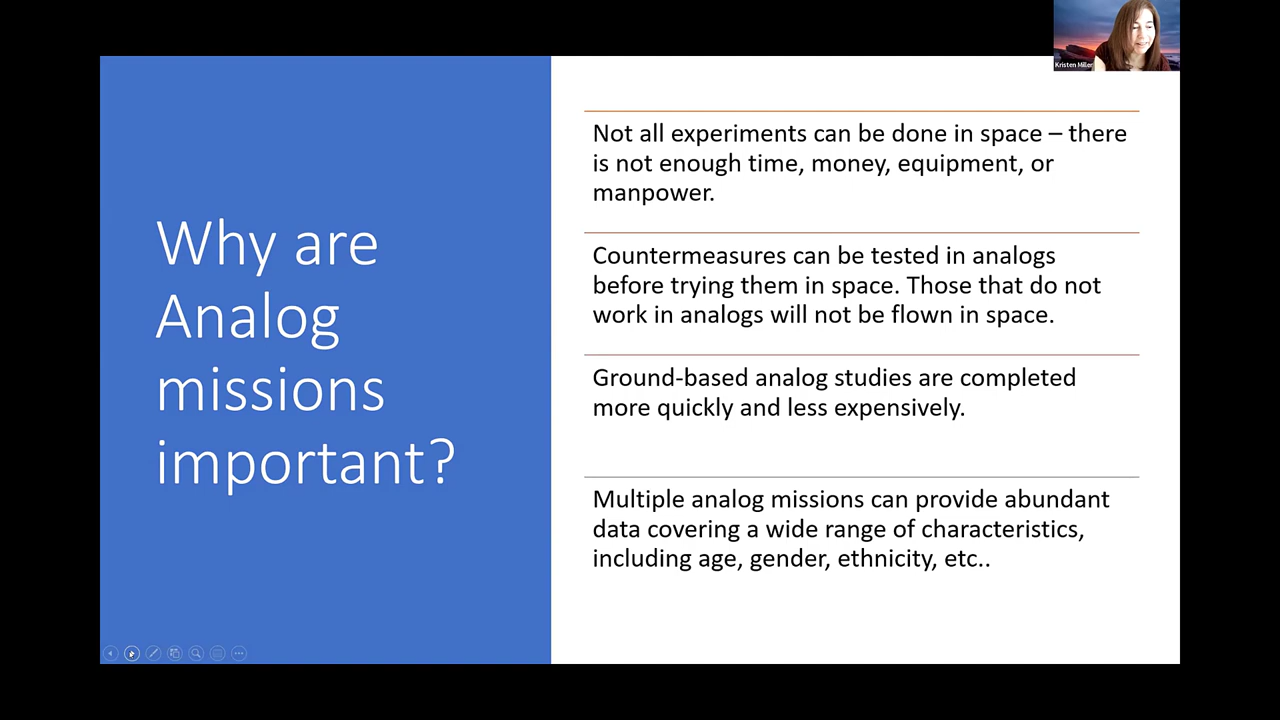 Kristen Miller
Why are
Analog
missions
important?
Not all experiments can be done in space – there
is not enough time, money, equipment, or
manpower.
Countermeasures can be tested in analogs
before trying them in space. Those that do not
work in analogs will not be flown in space.
Ground-based analog studies are completed
more quickly and less expensively.
Multiple analog missions can provide abundant
data covering a wide range of characteristics,
including age, gender, ethnicity, etc..